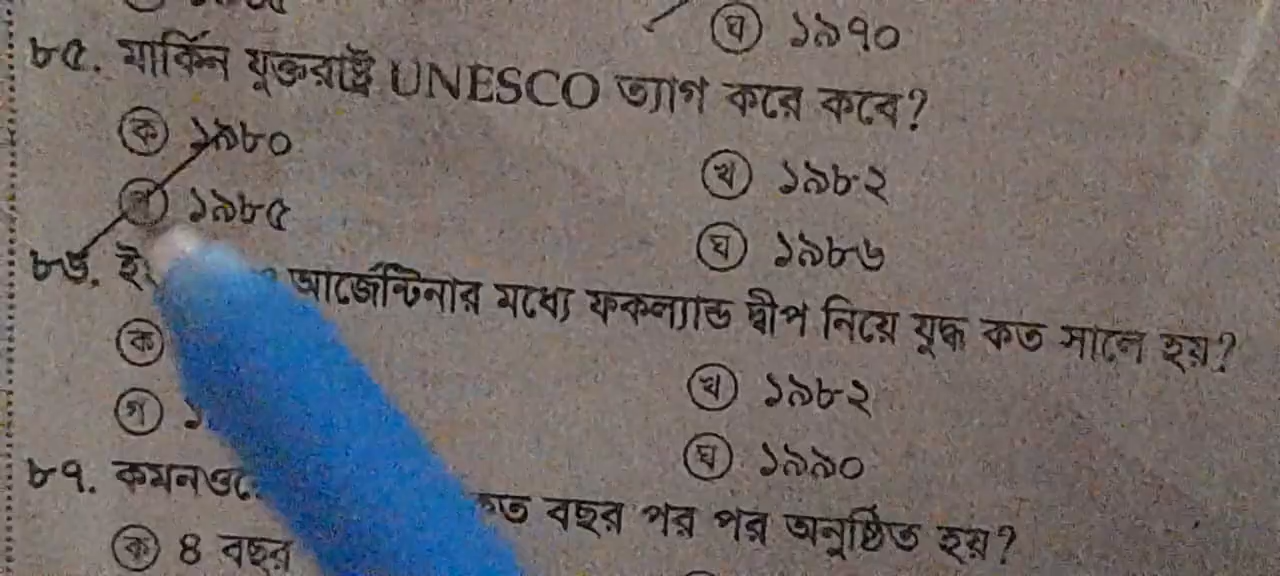 ঘ ১৯৭০
৮৫. মার্কিন যুক্তরাষ্ট্র UNESCO ত্যাগ করে কবে?
ক ১৯৮০
খ ১৯৮২
গ ১৯৮৫
ঘ ১৯৮৬
৮৬. আর্জেন্টিনার মধ্যে ফকল্যান্ড দ্বীপ নিয়ে যুদ্ধ কত সালে হয়?
ক
খ ১৯৮২
গ
ঘ ১৯৯০
৮৭. বছর পর পর অনুষ্ঠিত হয়?
ক ৪ বছর